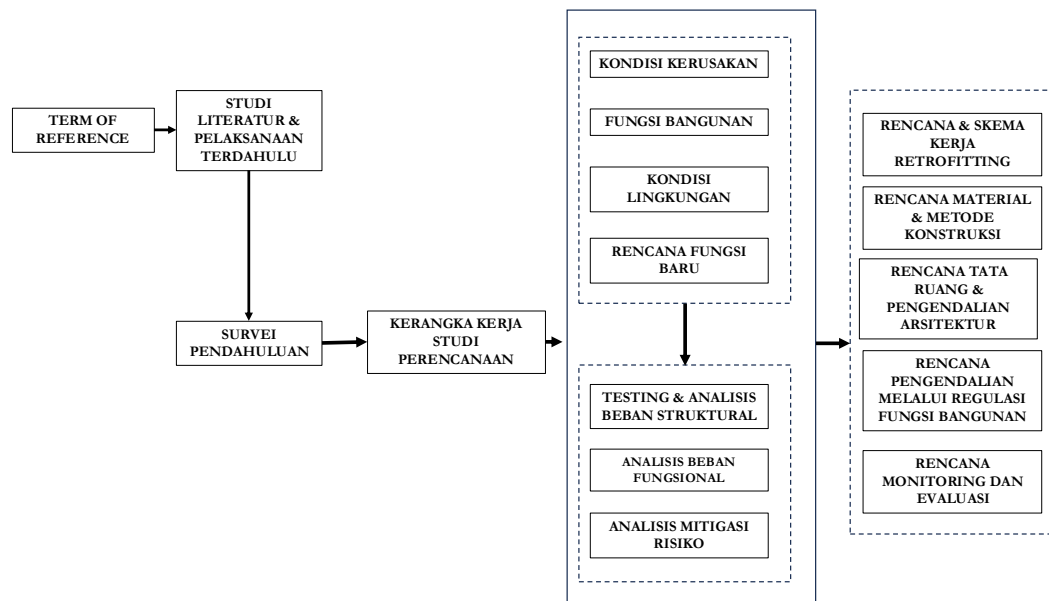 TERM OF
REFERENCE
STUDI
LITERATUR &
PELAKSANAAN
TERDAHULU
SURVEI
PENDAHULUAN
KERANGKA KERJA
STUDI
PERENCANAAN
KONDISI KERUSAKAN
FUNGSI BANGUNAN
KONDISI
LINGKUNGAN
RENCANA FUNGSI
BARU
TESTING & ANALISIS
BEBAN STRUKTURAL
ANALISIS BEBAN
FUNGSIONAL
ANALISIS MITIGASI
RISIKO
RENCANA & SKEMA
KERJA
RETROFITTING
RENCANA MATERIAL
& METODE
KONSTRUKSI
RENCANA TATA
RUANG &
PENGENDALIAN
ARSITEKTUR
RENCANA
PENGENDALIAN
MELALUI REGULASI
FUNGSI BANGUNAN
RENCANA
MONITORING DAN
EVALUASI